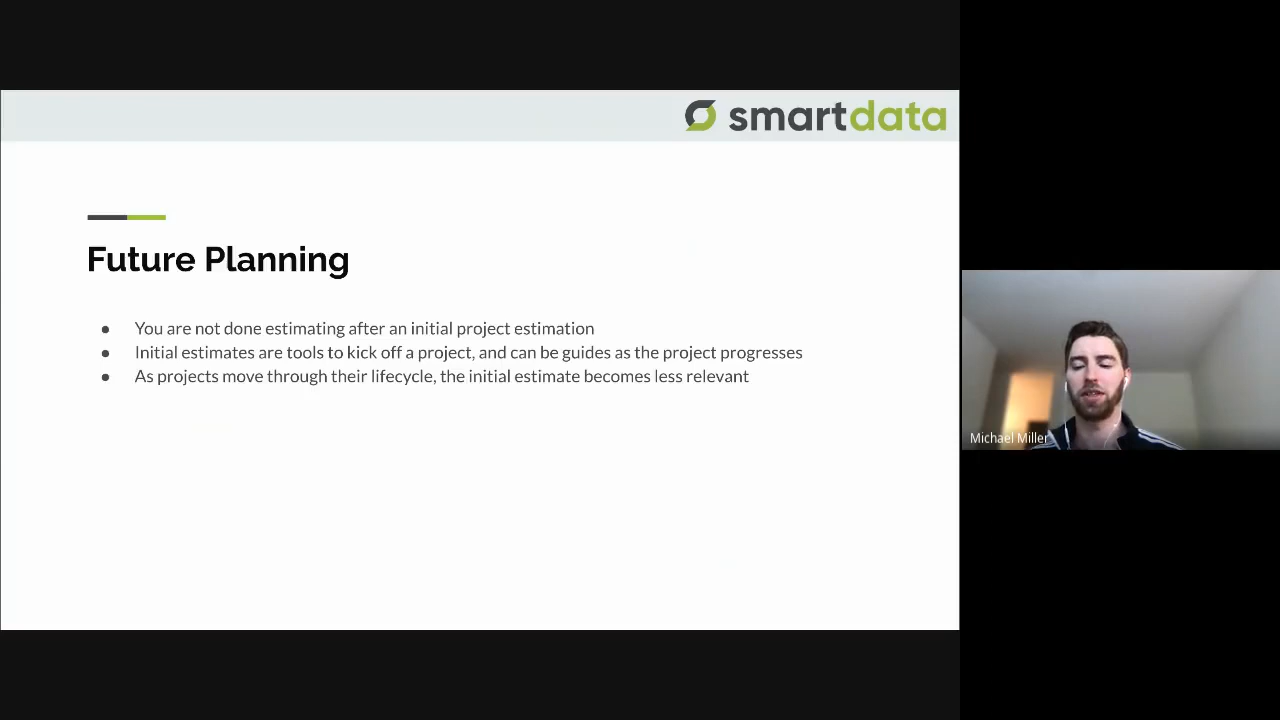 smartdata
Future Planning
● You are not done estimating after an initial project estimation
● Initial estimates are tools to kick off a project, and can be guides as the project progresses
● As projects move through their lifecycle, the initial estimate becomes less relevant
Michael Miller